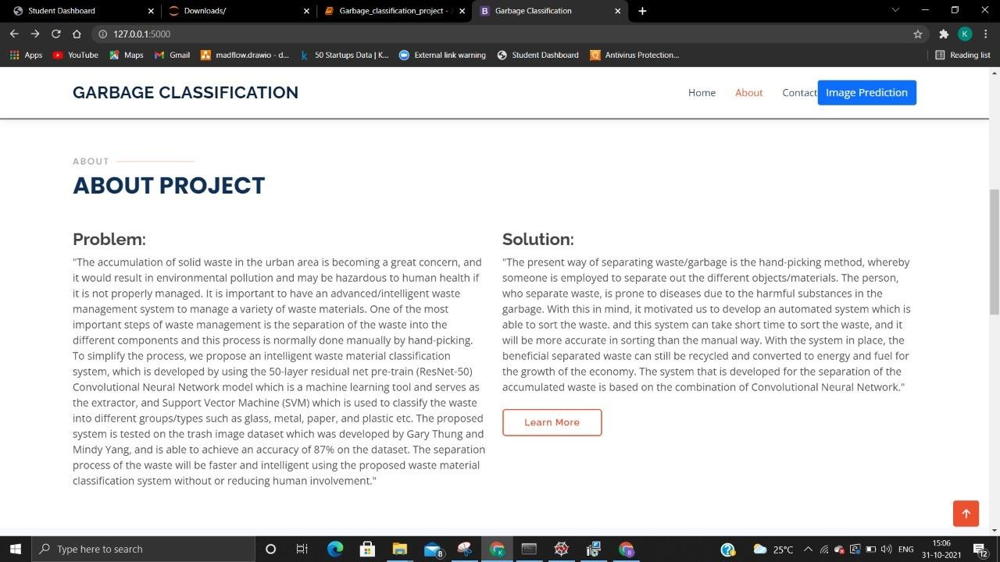 Student Dashboard
Downloads/
Garbage_classification_project - J
Garbage Classification
127.0.0.1:5000
Apps
YouTube
Maps
Gmail
madflow.drawio - d...
50 Startups Data | K...
External link warning
Student Dashboard
Antivirus Protection...
Reading list
GARBAGE CLASSIFICATION
Home
About
Contact
Image Prediction
ABOUT
ABOUT PROJECT
Problem:
"The accumulation of solid waste in the urban area is becoming a great concern, and
it would result in environmental pollution and may be hazardous to human health if
it is not properly managed. It is important to have an advanced/intelligent waste
management system to manage a variety of waste materials. One of the most
important steps of waste management is the separation of the waste into the
different components and this process is normally done manually by hand-picking.
To simplify the process, we propose an intelligent waste material classification
system, which is developed by using the 50-layer residual net pre-train (ResNet-50)
Convolutional Neural Network model which is a machine learning tool and serves as
the extractor, and Support Vector Machine (SVM) which is used to classify the waste
into different groups/types such as glass, metal, paper, and plastic etc. The proposed
system is tested on the trash image dataset which was developed by Gary Thung and
Mindy Yang, and is able to achieve an accuracy of 87% on the dataset. The separation
process of the waste will be faster and intelligent using the proposed waste material
classification system without or reducing human involvement."
Solution:
"The present way of separating waste/garbage is the hand-picking method, whereby
someone is employed to separate out the different objects/materials. The person,
who separate waste, is prone to diseases due to the harmful substances in the
garbage. With this in mind, it motivated us to develop an automated system which is
able to sort the waste. and this system can take short time to sort the waste, and it
will be more accurate in sorting than the manual way. With the system in place, the
beneficial separated waste can still be recycled and converted to energy and fuel for
the growth of the economy. The system that is developed for the separation of the
accumulated waste is based on the combination of Convolutional Neural Network."
Learn More
Type here to search
25°C
ENG
15:06
31-10-2021